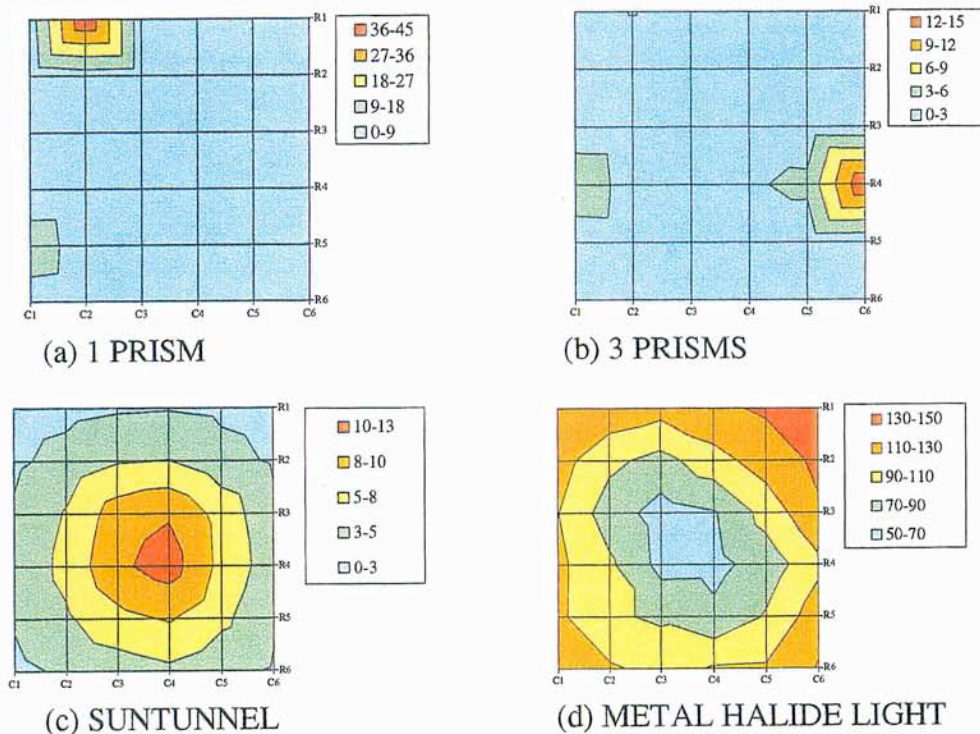 36-45
27-36
18-27
9-18
0-9
R1
R2
R3
R4
R5
R6
C1 C2 C3 C4 C5 C6
(a) 1 PRISM
12-15
9-12
6-9
3-6
0-3
R1
R2
R3
R4
R5
R6
C1 C2 C3 C4 C5 C6
(b) 3 PRISMS
10-13
8-10
5-8
3-5
0-3
R1
R2
R3
R4
R5
R6
C1 C2 C3 C4 C5 C6
(c) SUNTUNNEL
130-150
110-130
90-110
70-90
50-70
R1
R2
R3
R4
R5
R6
C1 C2 C3 C4 C5 C6
(d) METAL HALIDE LIGHT